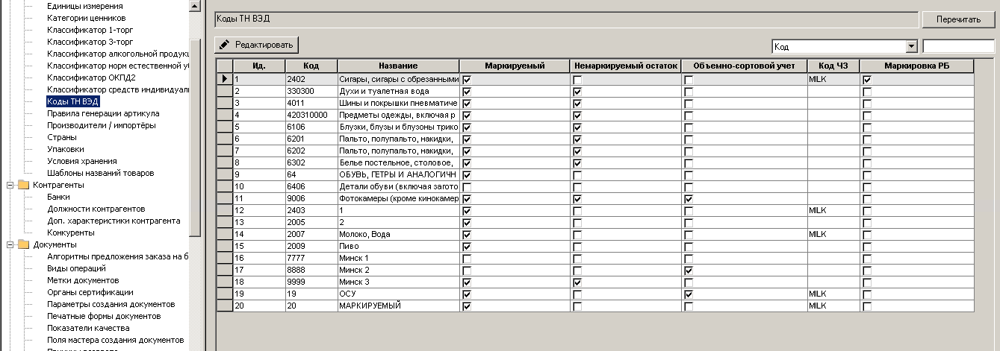 Единицы измерения
Категории ценников
Классификатор 1-торг
Классификатор 3-торг
Классификатор алкогольной продукц
Классификатор норм естественной уб
Классификатор ОКПД2
Классификатор средств индивидуал
Коды ТН ВЭД
Правила генерации артикула
Производители / импортёры
Страны
Упаковки
Условия хранения
Шаблоны названий товаров
Контрагенты
Банки
Должности контрагентов
Доп. характеристики контрагента
Конкуренты
Документы
Алгоритмы предложения заказа на б
Виды операций
Метки документов
Органы сертификации
Параметры создания документов
Печатные формы документов
Показатели качества
Поля мастера создания документов
Коды ТН ВЭД Перечитать
Редактировать Код
Ид. Код Название Маркируемый Немаркируемый остаток Объемно-сортовой учет Код ЧЗ Маркировка РБ
1 2402 Сигары, сигары с обрезанными MILK
2 330300 Духи и туалетная вода
3 4011 Шины и покрышки пневматиче
4 420310000 Предметы одежды, включая р
5 6106 Блузки, блузы и блузоны трико
6 6201 Пальто, полупальто, накидки,
7 6202 Пальто, полупальто, накидки,
8 6302 Белье постельное, столовое,
9 64 ОБУВЬ, ГЕТРЫ И АНАЛОГИЧН
10 6406 Детали обуви (включая загото
11 9006 Фотокамеры (кроме кинокамер
12 2403 1 MILK
13 2005 2
14 2007 Молоко, Вода MILK
15 2009 Пиво
16 7777 Минск 1
17 8888 Минск 2
18 9999 Минск 3
19 19 ОСУ MILK
20 20 МАРКИРУЕМЫЙ MILK